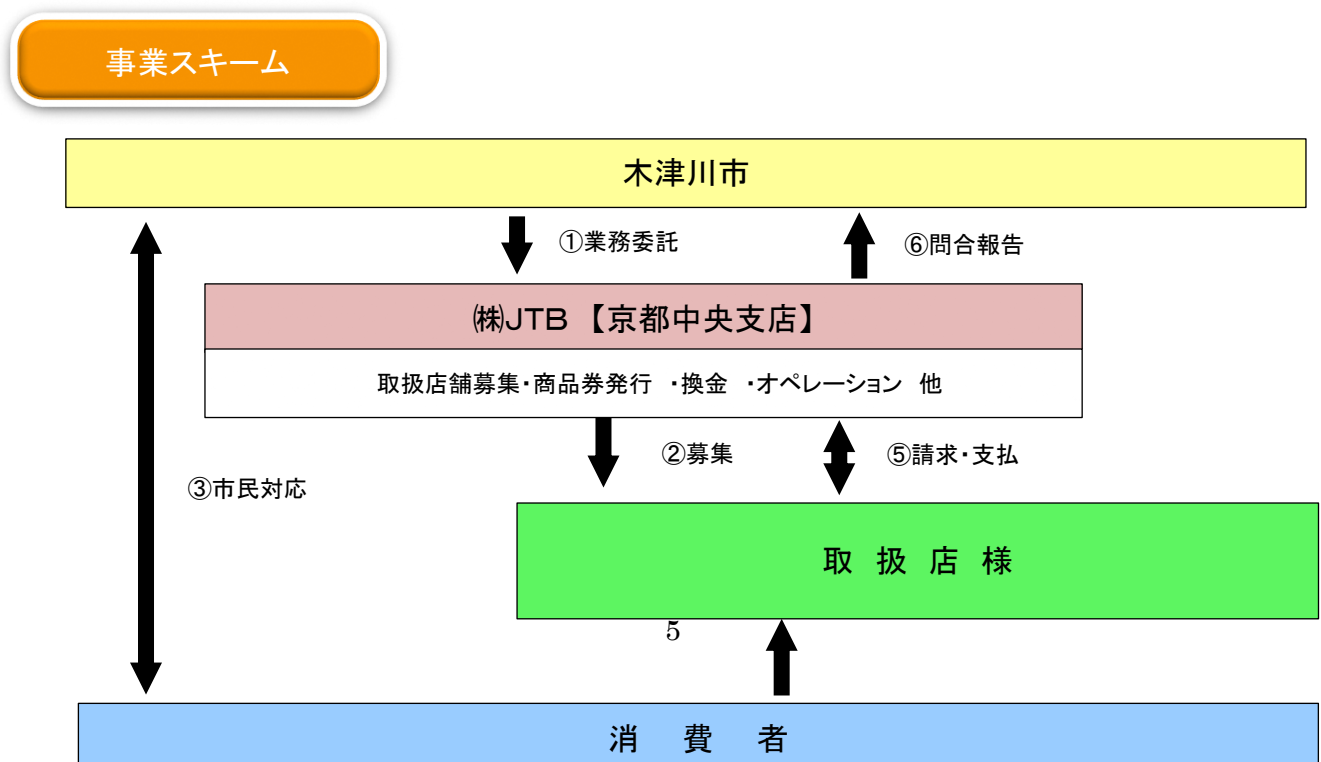 事業スキーム
木津川市
①業務委託
⑥問合報告
㈱JTB【京都中央支店】
取扱店舗募集・商品券発行 ・換金 ・オペレーション 他
②募集
⑤請求・支払
③市民対応
取 扱 店 様
5
消 費 者